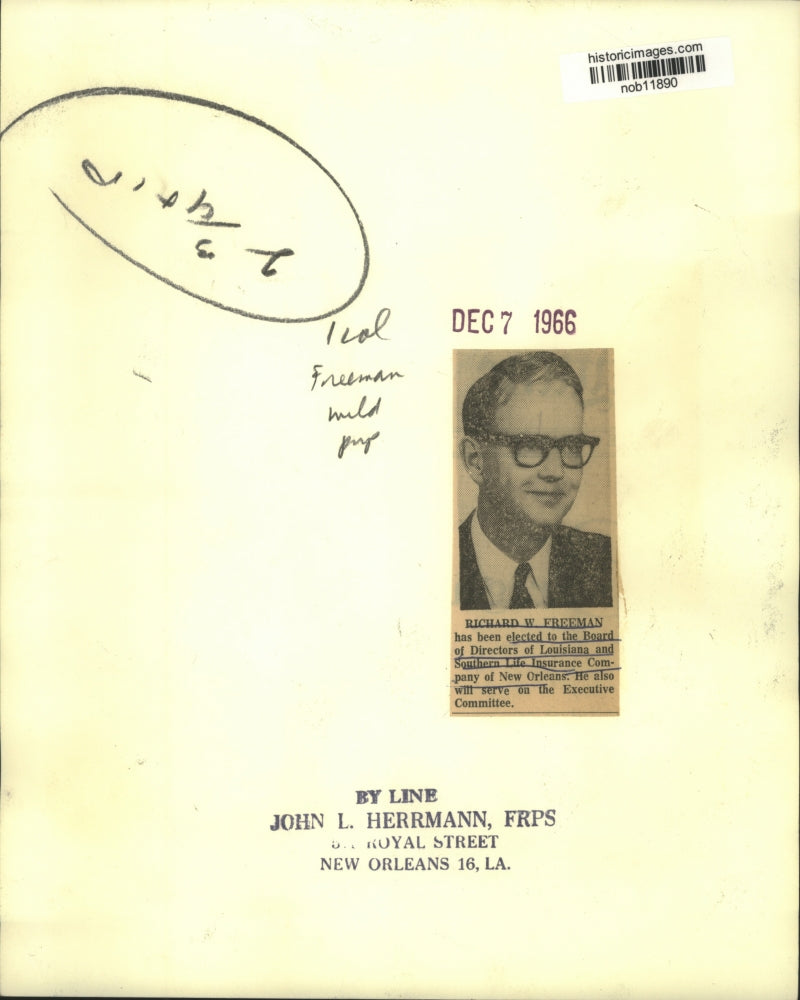 historicimages.com
nob11890
1 col
Freeman
DEC 7 1966
RICHARD W. FREEMAN
has been elected to the Board
of Directors of Louisiana and
Southern Life Insurance Com-
pany of New Orleans. He also
will serve on the Executive
Committee.
BY LINE
JOHN L. HERRMANN, FRPS
ROYAL STREET
NEW ORLEANS 16, LA.